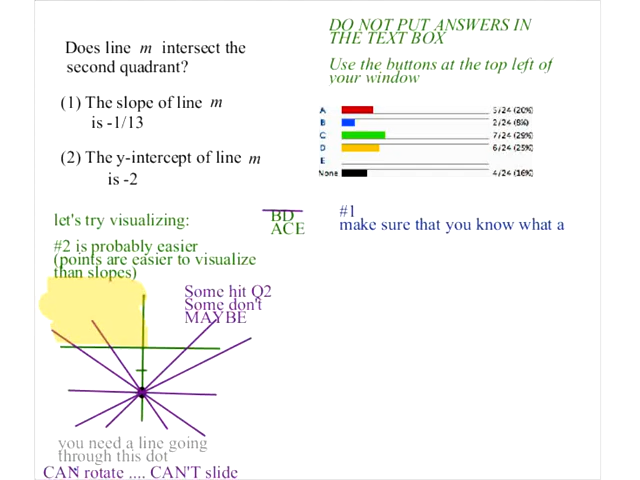 Does line m intersect the
second quadrant?
(1) The slope of line m
is -1/13
(2) The y-intercept of line m
is -2
DO NOT PUT ANSWERS IN
THE TEXT BOX
Use the buttons at the top left of
your window
A 5/24 (20%)
B 2/24 (8%)
C 7/24 (29%)
D 6/24 (25%)
E
None 4/24 (16%)
let's try visualizing:
#2 is probably easier
(points are easier to visualize
than slopes)
BD
ACE
#1
make sure that you know what a
Some hit Q2
Some don't
MAYBE
you need a line going
through this dot
CAN rotate .... CAN'T slide